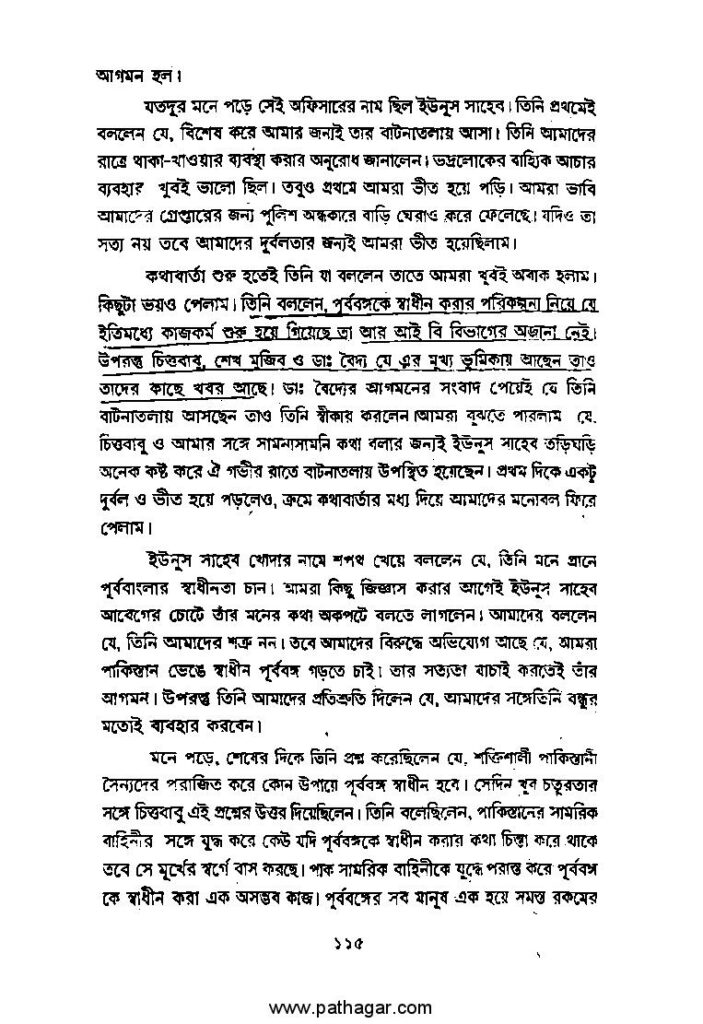 আগমন হল।
যতদূর মনে পড়ে সেই অফিসারের নাম ছিল ইউনুস সাহেব। তিনি প্রথমেই
বললেন যে, বিশেষ করে আমার জন্যই তার বাটনাতলায় আসা। তিনি আমাদের
রাত্রে থাকা-খাওয়ার ব্যবস্থা করার অনুরোধ জানালেন। ভদ্রলোকের বাহ্যিক আচার
ব্যবহার খুবই ভালো ছিল। তবুও প্রথমে আমরা ভীত হয়ে পড়ি। আমরা ভাবি
আমাদের গ্রেপ্তারের জন্য পুলিশ অন্ধকারে বাড়ি ঘেরাও করে ফেলেছে। যদিও তা
সত্য নয় তবে আমাদের দুর্বলতার জন্যই আমরা ভীত হয়েছিলাম।
কথাবার্তা শুরু হতেই তিনি যা বললেন তাতে আমরা খুবই অবাক হলাম।
কিছুটা ভয়ও পেলাম। তিনি বললেন, পূর্ববঙ্গকে স্বাধীন করার পরিকল্পনা নিয়ে যে
ইতিমধ্যে কাজকর্ম শুরু হয়ে গিয়েছে তা আর আই বি বিভাগের অজানা নেই।
উপরন্তু চিত্তবাবু, শেখ মুজিব ও ডাঃ বৈদ্য যে এর মুখ্য ভূমিকায় আছেন তাও
তাদের কাছে খবর আছে। ডাঃ বৈদ্যের আগমনের সংবাদ পেয়েই যে তিনি
বাটনাতলায় আসছেন তাও তিনি স্বীকার করলেন। আমরা বুঝতে পারলাম যে,
চিত্তবাবু ও আমার সঙ্গে সামনাসামনি কথা বলার জন্যই ইউনুস সাহেব তড়িঘড়ি
অনেক কষ্ট করে ঐ গভীর রাতে বাটনাতলায় উপস্থিত হয়েছেন। প্রথম দিকে একটু
দুর্বল ও ভীত হয়ে পড়লেও, ক্রমে কথাবার্তার মধ্য দিয়ে আমাদের মনোবল ফিরে
পেলাম।
ইউনুস সাহেব খোদার নামে শপথ খেয়ে বললেন যে, তিনি মনে প্রানে
পূর্ববাংলার স্বাধীনতা চান। আমরা কিছু জিজ্ঞাস করার আগেই ইউনুস সাহেব
আবেগের চোটে তাঁর মনের কথা অকপটে বলতে লাগলেন। আমাদের বললেন
যে, তিনি আমাদের শত্রু নন। তবে আমাদের বিরুদ্ধে অভিযোগ আছে যে, আমরা
পাকিস্তান ভেঙে স্বাধীন পূর্ববঙ্গ গড়তে চাই। তার সত্যতা যাচাই করতেই তাঁর
আগমন। উপরন্তু তিনি আমাদের প্রতিশ্রুতি দিলেন যে, আমাদের সঙ্গেতিনি বন্ধুর
মতোই ব্যবহার করবেন।
মনে পড়ে, শেষের দিকে তিনি প্রশ্ন করেছিলেন যে, শক্তিশালী পাকিস্তানী
সৈন্যদের পরাজিত করে কোন উপায়ে পূর্ববঙ্গ স্বাধীন হবে। সেদিন খুব চতুরতার
সঙ্গে চিত্তবাবু এই প্রশ্নের উত্তর দিয়েছিলেন। তিনি বলেছিলেন, পাকিস্তানের সামরিক
বাহিনীর সঙ্গে যুদ্ধ করে কেউ যদি পূর্ববঙ্গকে স্বাধীন করার কথা চিন্তা করে থাকে
তবে সে মূর্খের স্বর্গে বাস করছে। পাক সামরিক বাহিনীকে যুদ্ধে পরাস্ত করে পূর্ববঙ্গ
কে স্বাধীন করা এক অসম্ভব কাজ। পূর্ববঙ্গের সব মানুষ এক হয়ে সমস্ত রকমের
১১৫
www.pathagar.com